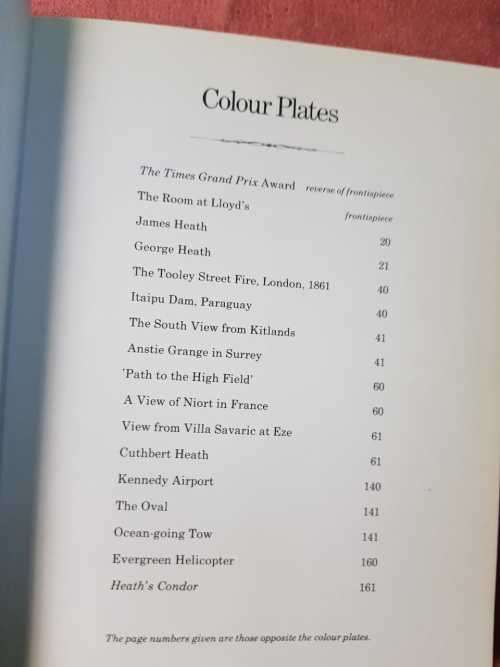 Colour Plates
The Times Grand Prix Award reverse of frontispiece
The Room at Lloyd's frontispiece
James Heath 20
George Heath 21
The Tooley Street Fire, London, 1861 40
Itaipu Dam, Paraguay 40
The South View from Kitlands 41
Anstie Grange in Surrey 41
'Path to the High Field' 60
A View of Niort in France 60
View from Villa Savaric at Eze 61
Cuthbert Heath 61
Kennedy Airport 140
The Oval 141
Ocean-going Tow 141
Evergreen Helicopter 160
Heath's Condor 161
The page numbers given are those opposite the colour plates.